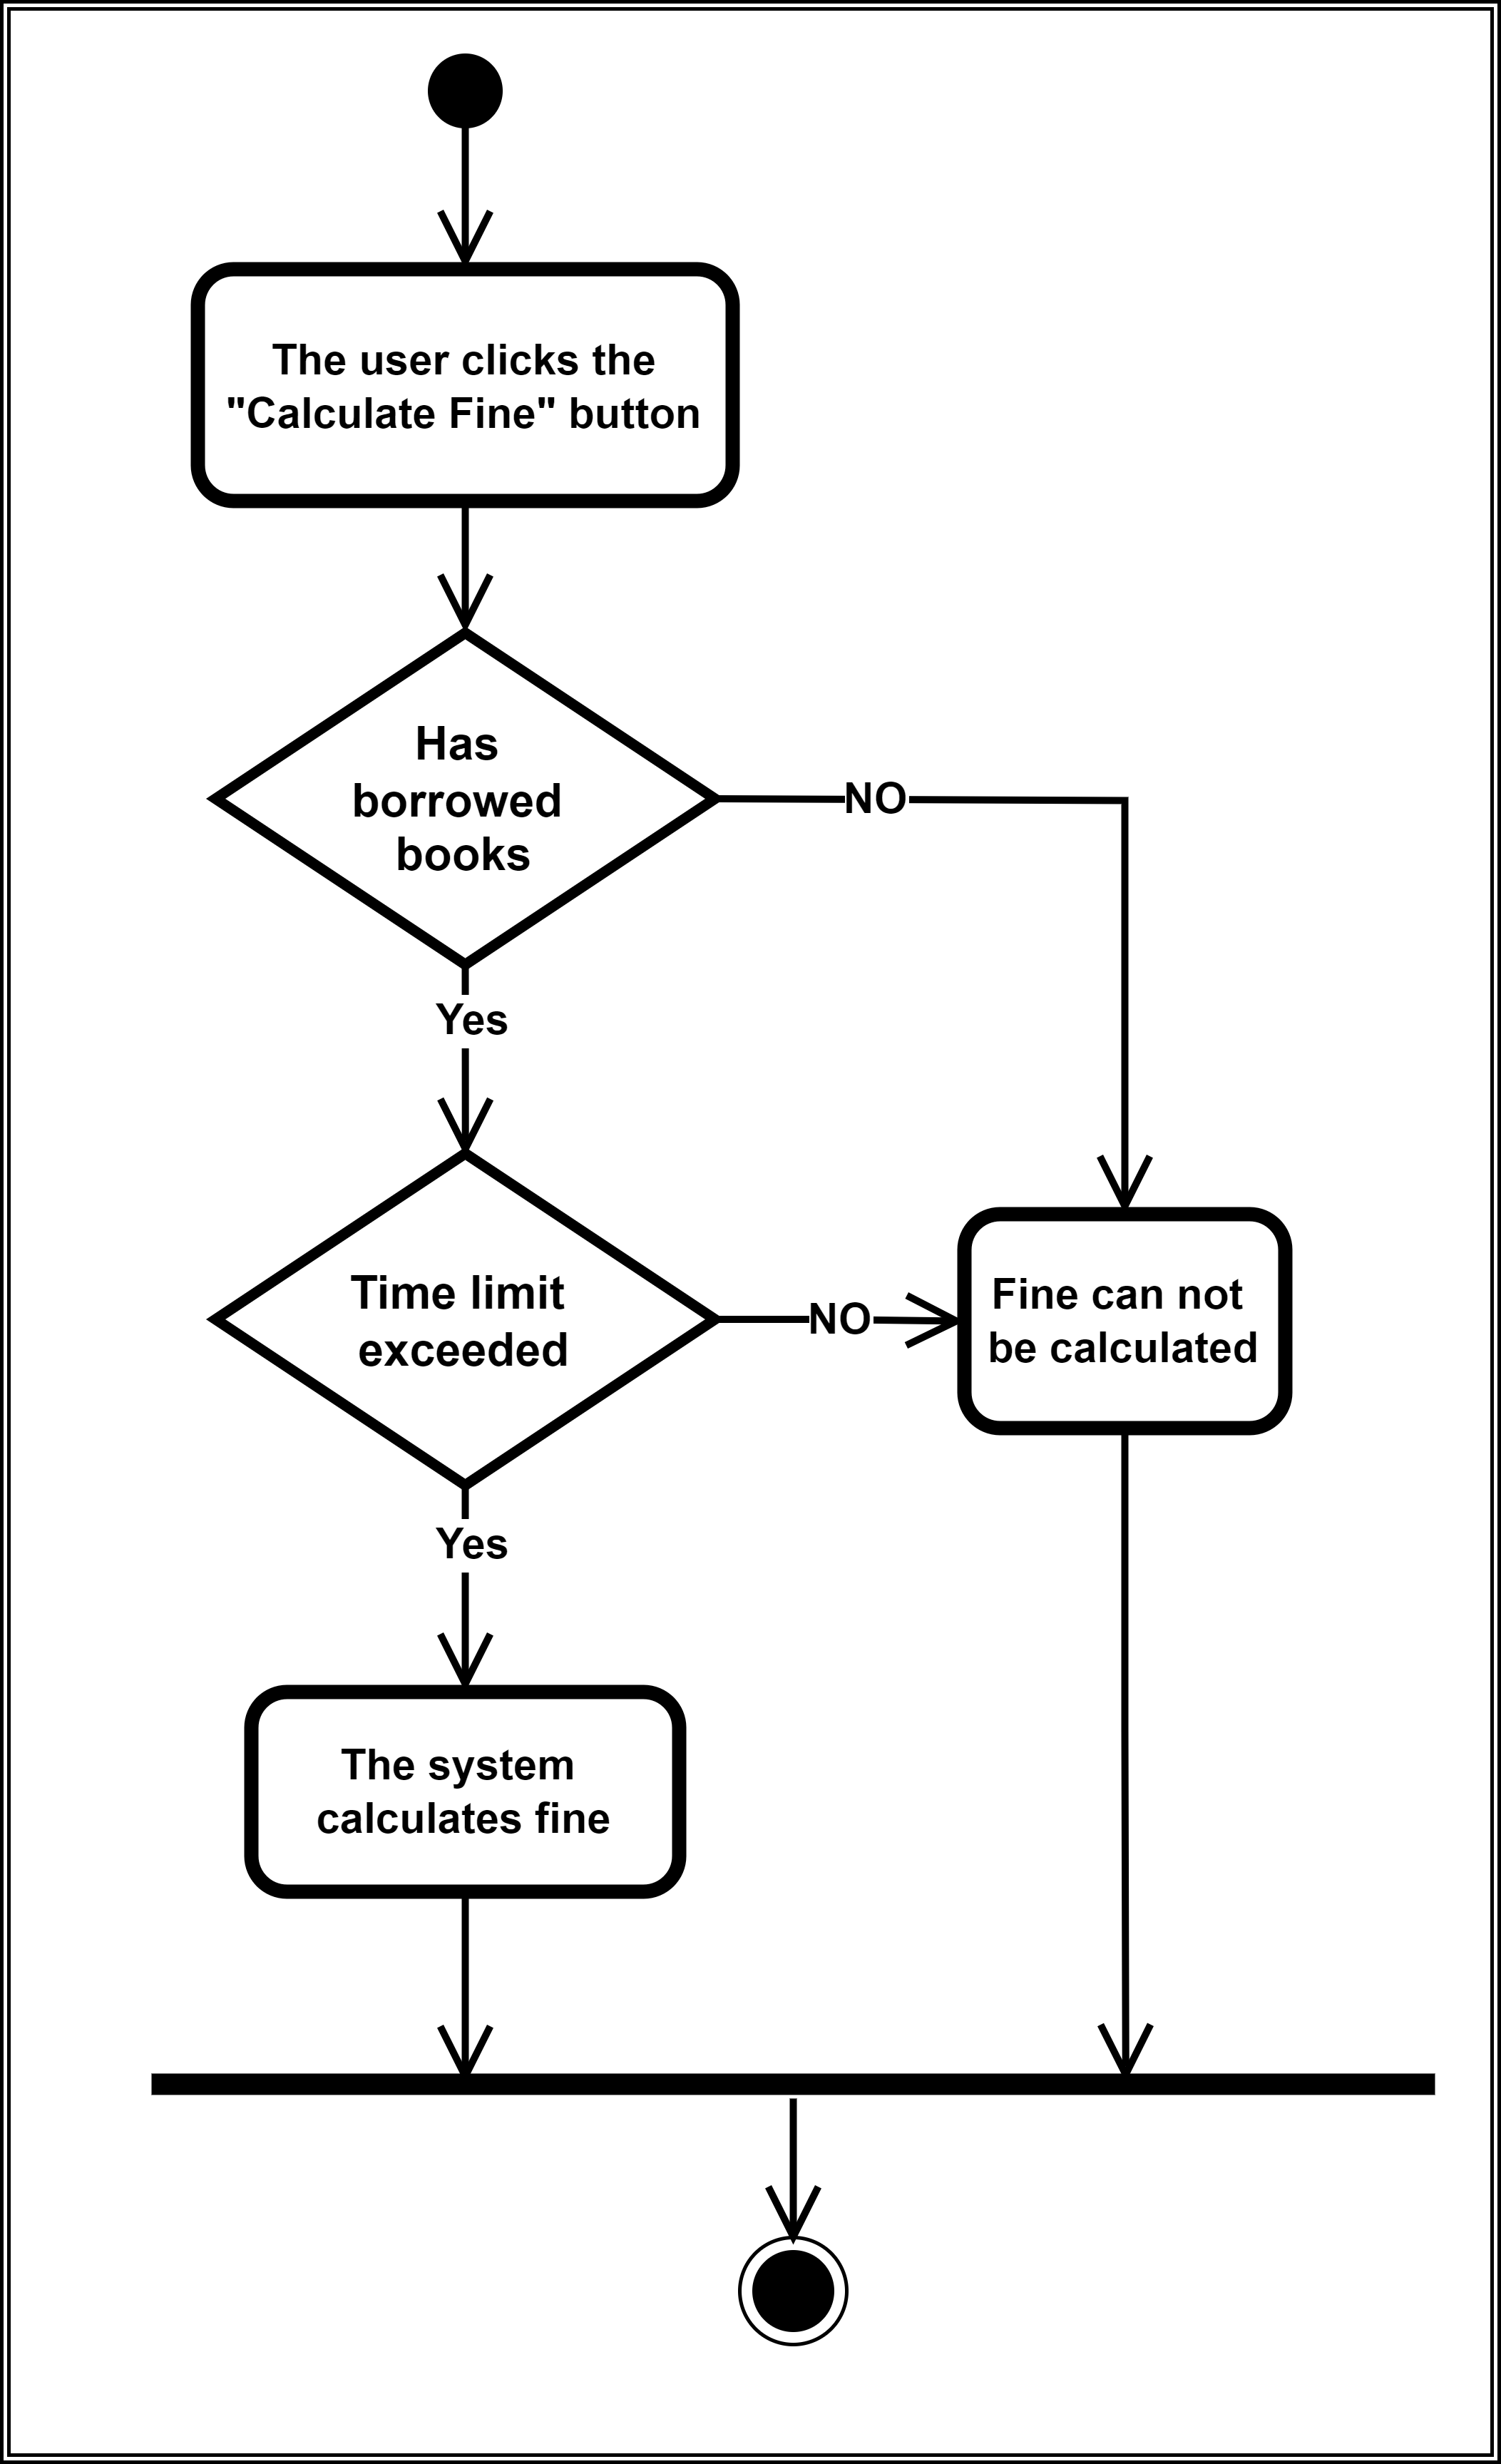 The user clicks the
"Calculate Fine" button
Has
borrowed
books
NO
Yes
Time limit
exceeded
NO
Fine can not
be calculated
Yes
The system
calculates fine